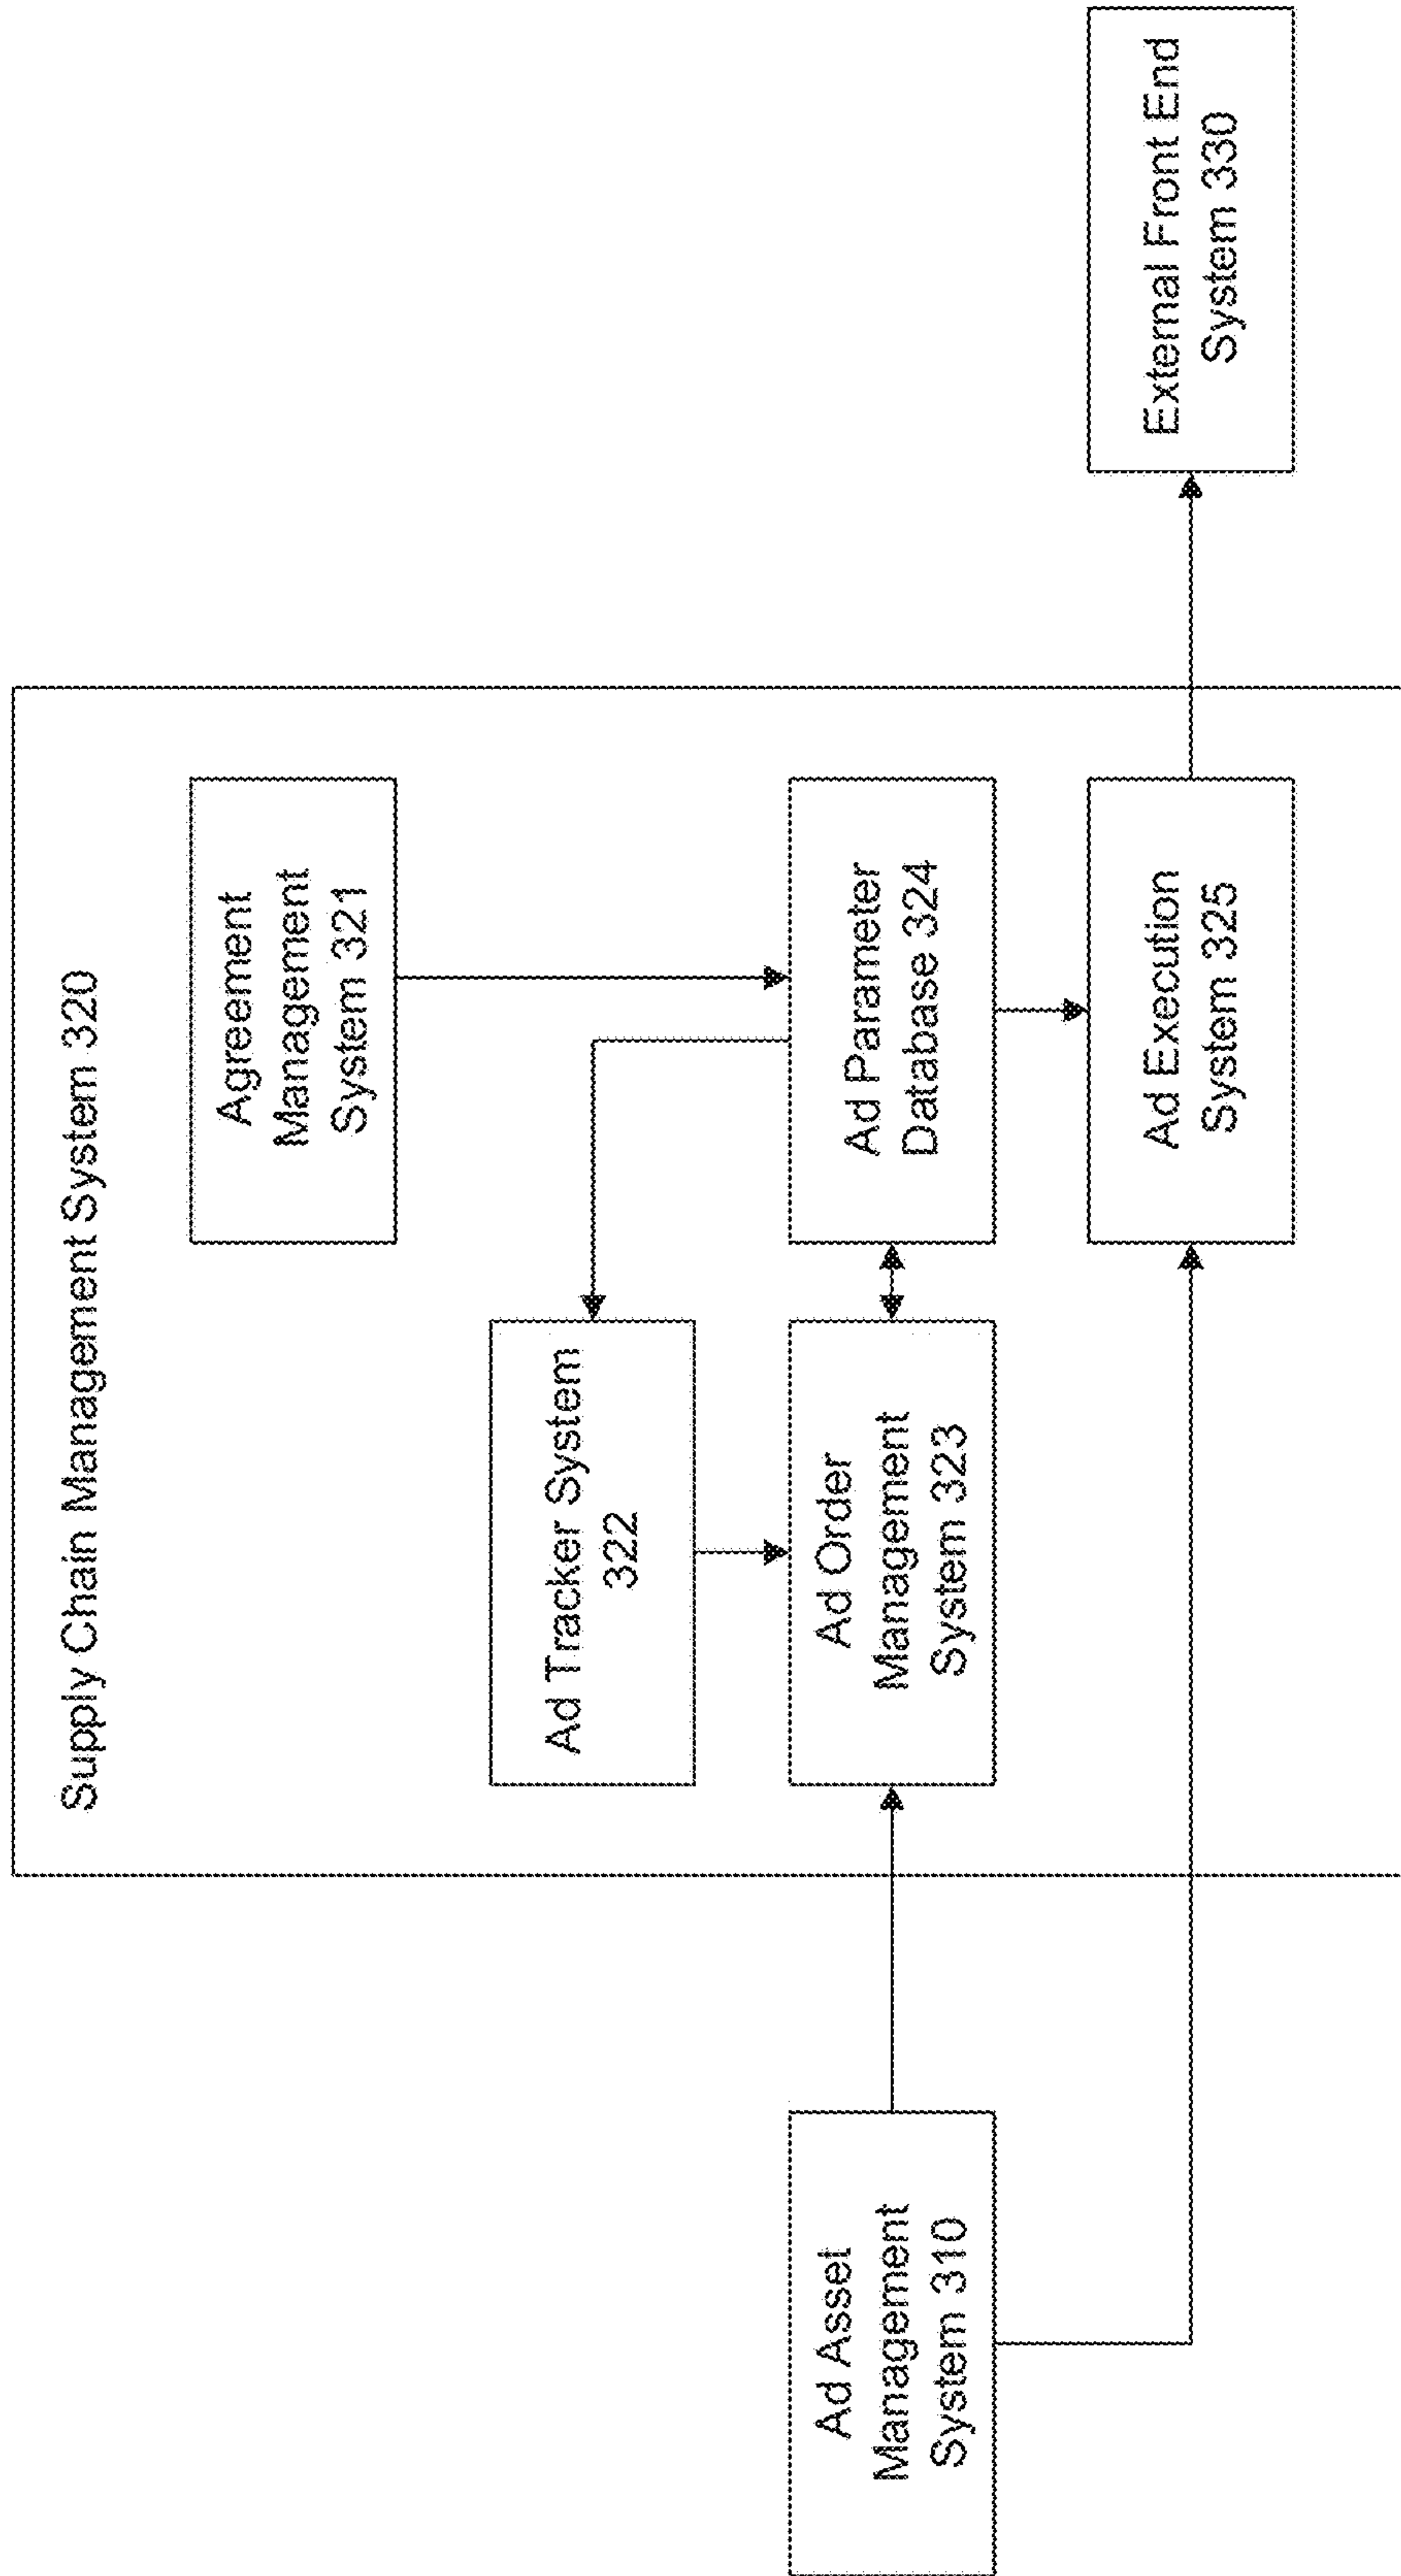 Supply Chain Management System 320
Agreement
Management
System 321
Ad Tracker System
322
Ad Asset
Management
System 310
Ad Order
Management
System 323
Ad Parameter
Database 324
Ad Execution
System 325
External Front End
System 330